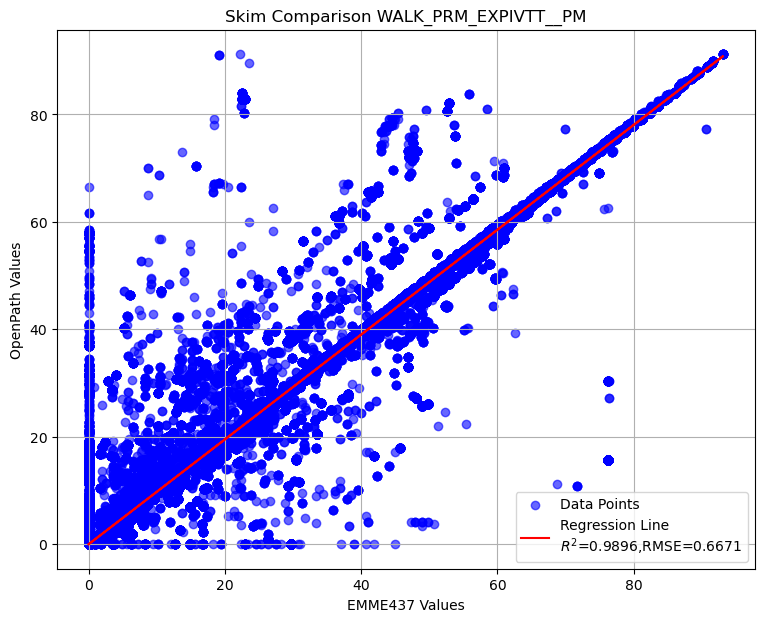 Skim Comparison WALK_PRM_EXPIVTT__PM
OpenPath Values
80
60
40
20
0
0 20 40 60 80
EMME437 Values
Data Points
Regression Line
R²=0.9896,RMSE=0.6671